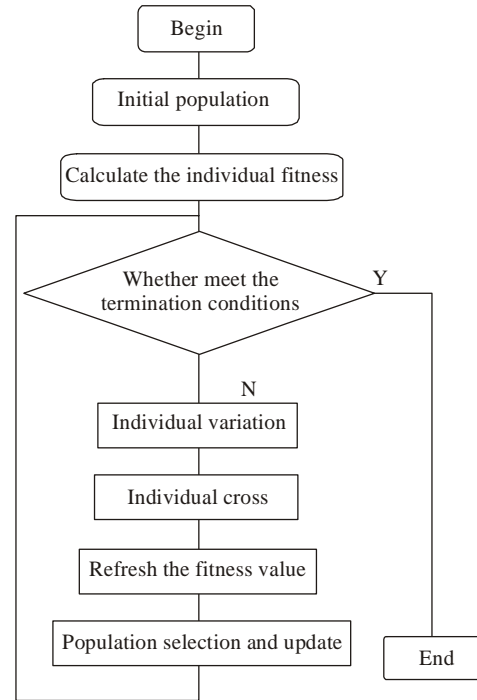 Begin
Initial population
Calculate the individual fitness
Whether meet the
termination conditions
Y
N
Individual variation
Individual cross
Refresh the fitness value
Population selection and update
End